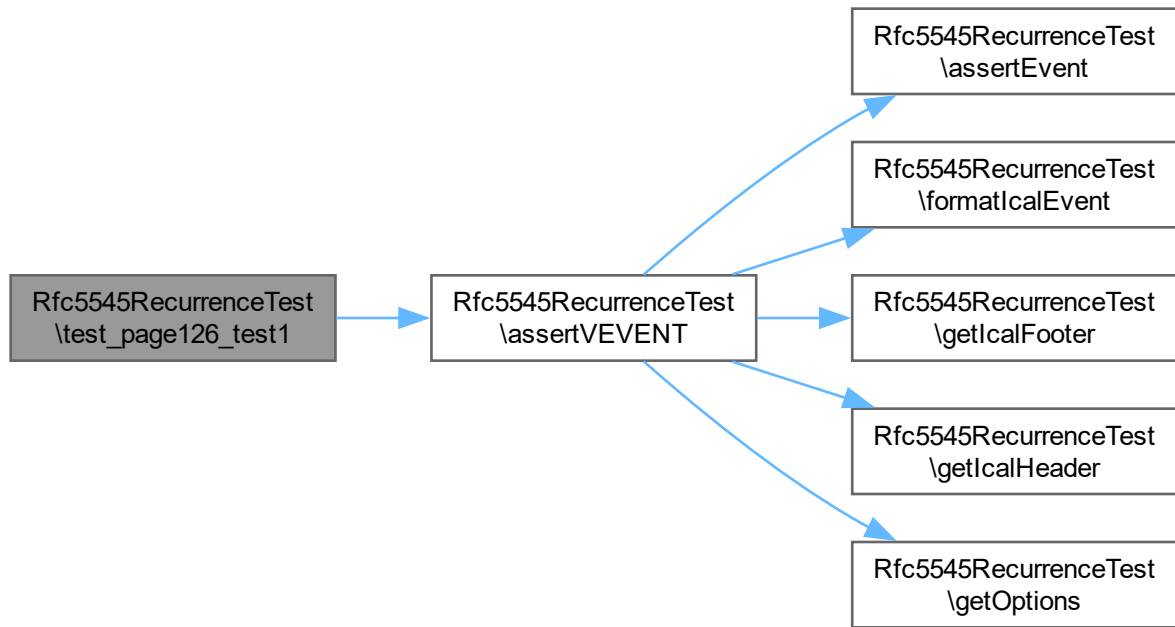 Rfc5545RecurrenceTest
\test_page126_test1
Rfc5545RecurrenceTest
\assertVEVENT
Rfc5545RecurrenceTest
\assertEvent
Rfc5545RecurrenceTest
\formatIcalEvent
Rfc5545RecurrenceTest
\getIcalFooter
Rfc5545RecurrenceTest
\getIcalHeader
Rfc5545RecurrenceTest
\getOptions